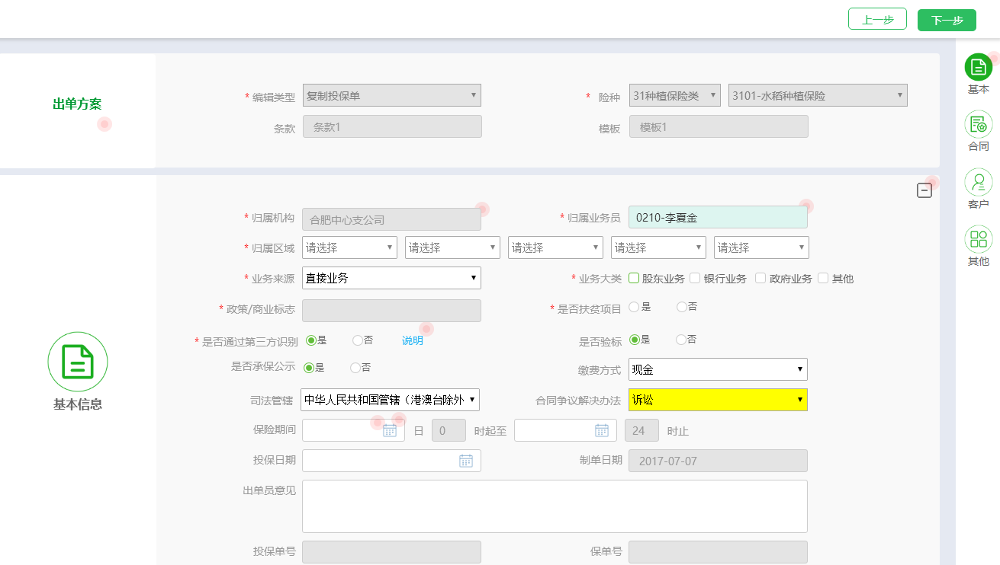 上一步 下一步
出单方案
* 编辑类型 复制投保单 * 险种 31种植保险类 3101-水稻种植保险
条款 条款1 模板 模板1
基本
合同
客户
其他
基本信息
* 归属机构 合肥中心支公司 * 归属业务员 0210-李夏金
* 归属区域 请选择 请选择 请选择 请选择 请选择
* 业务来源 直接业务 * 业务大类 股东业务 银行业务 政府业务 其他
* 政策/商业标志 * 是否扶贫项目 是 否
* 是否通过第三方识别 是 否 说明 是否验标 是 否
是否承保公示 是 否 缴费方式 现金
司法管辖 中华人民共和国管辖（港澳台除外 合同争议解决办法 诉讼
保险期间 日 0 时起至 24 时止
投保日期 制单日期 2017-07-07
出单员意见
投保单号 保单号